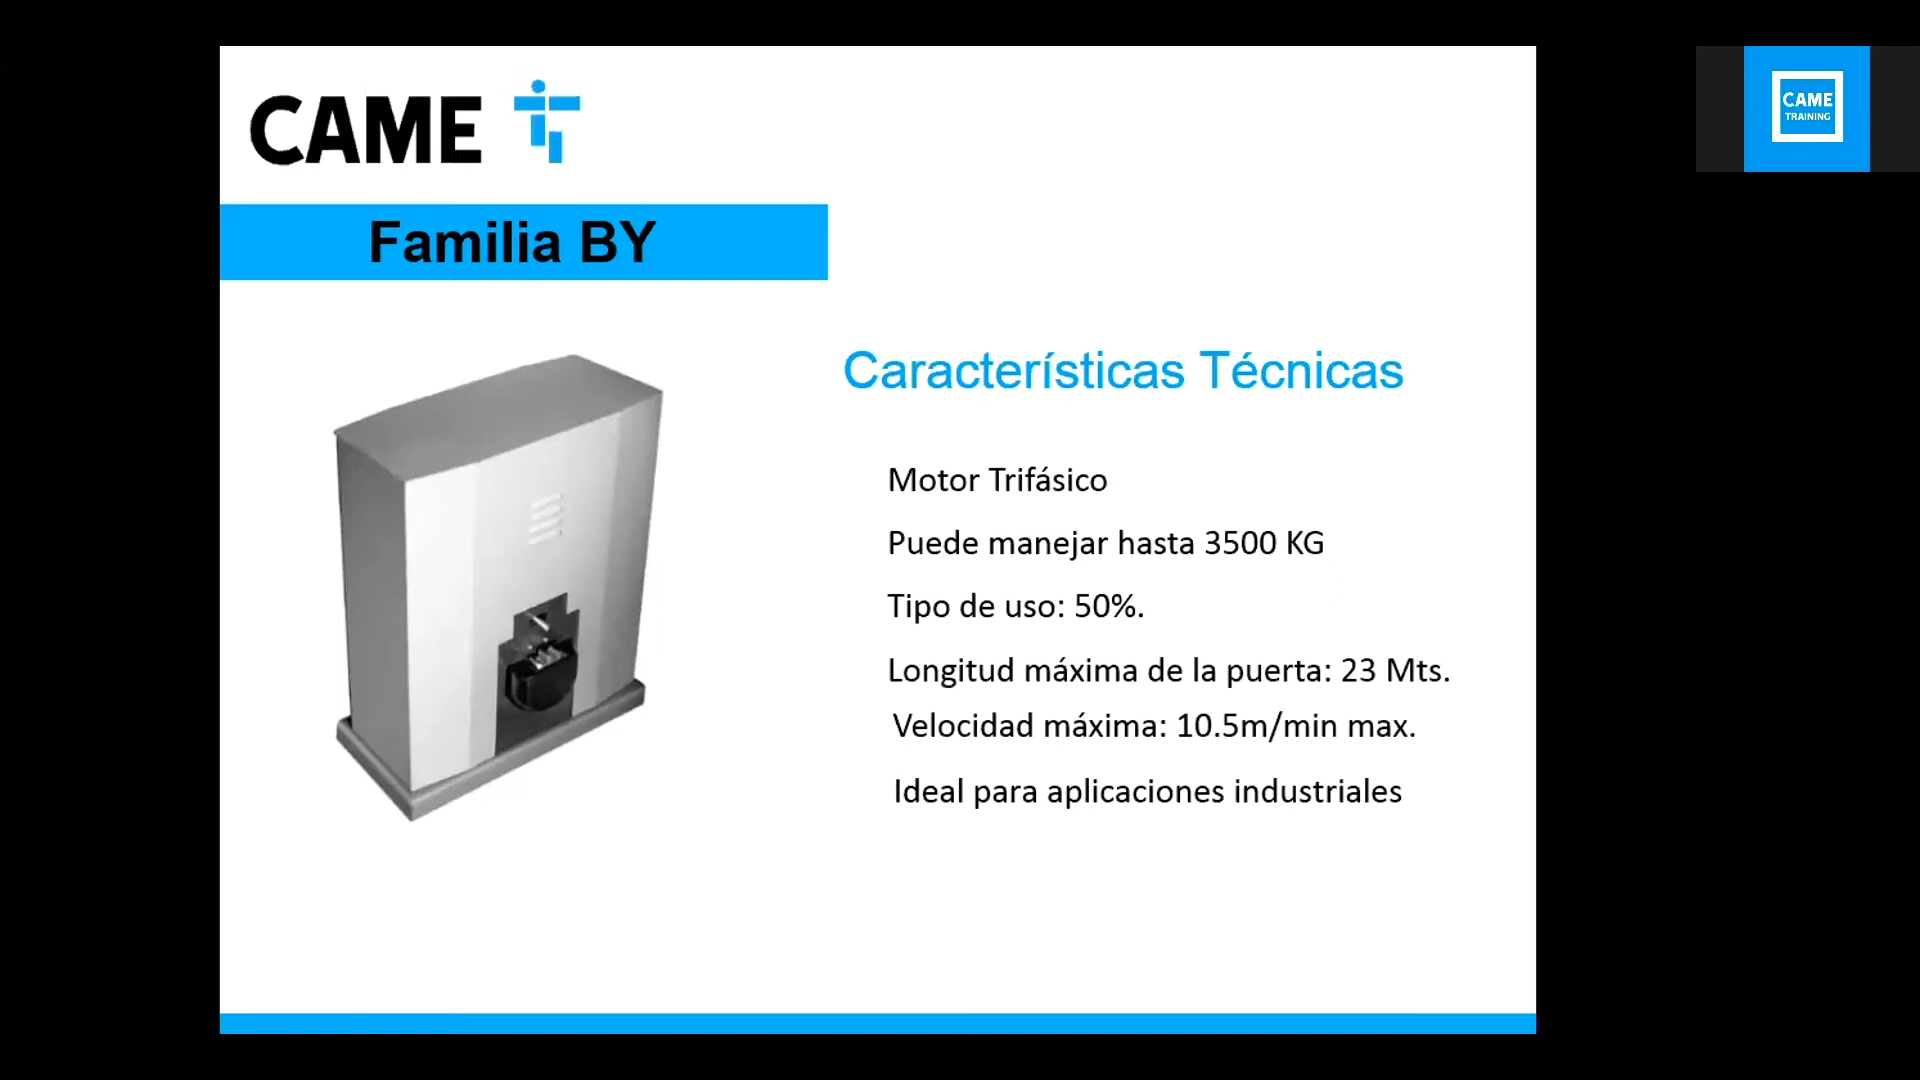 CAME
CAME
TRAINING
Familia BY
Características Técnicas
Motor Trifásico
Puede manejar hasta 3500 KG
Tipo de uso: 50%.
Longitud máxima de la puerta: 23 Mts.
Velocidad máxima: 10.5m/min max.
Ideal para aplicaciones industriales